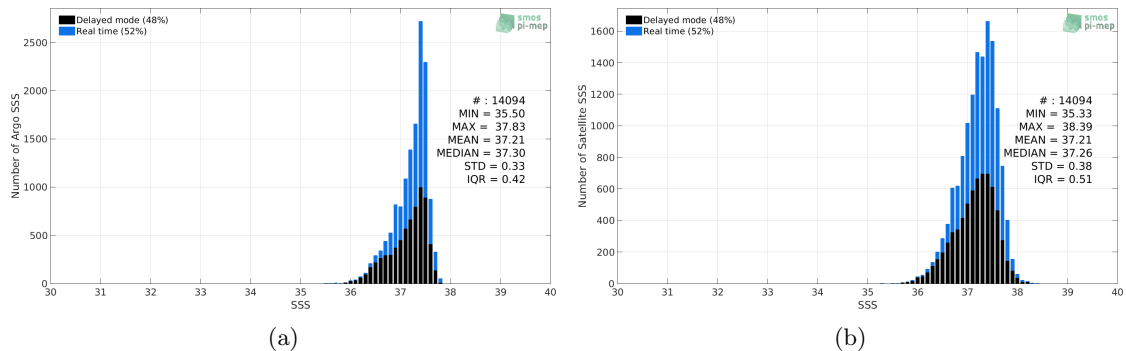 Delayed mode (48%)
Real time (52%)
smos
pi-mep
Number of Argo SSS
2500
2000
1500
1000
500
0
# : 14094
MIN = 35.50
MAX = 37.83
MEAN = 37.21
MEDIAN = 37.30
STD = 0.33
IQR = 0.42
30 31 32 33 34 35 36 37 38 39 40
SSS
(a)
Delayed mode (48%)
Real time (52%)
smos
pi-mep
Number of Satellite SSS
1600
1400
1200
1000
800
600
400
200
0
# : 14094
MIN = 35.33
MAX = 38.39
MEAN = 37.21
MEDIAN = 37.26
STD = 0.38
IQR = 0.51
30 31 32 33 34 35 36 37 38 39 40
SSS
(b)